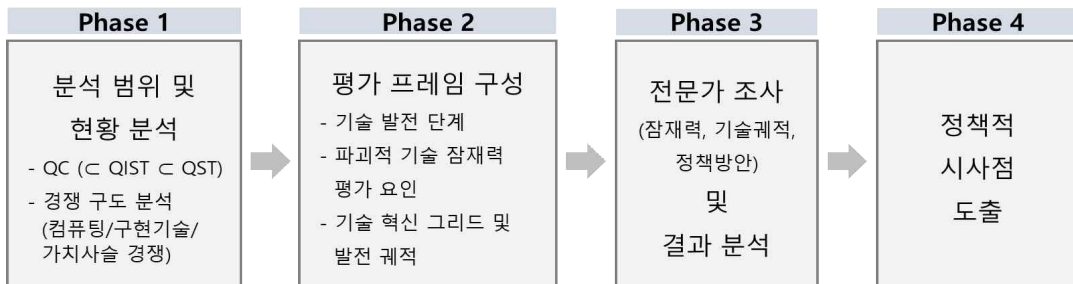 Phase 1
분석 범위 및
현황 분석
- QC (⊂ QIST ⊂ QST)
- 경쟁 구도 분석
(컴퓨팅/구현기술/
가치사슬 경쟁)
Phase 2
평가 프레임 구성
- 기술 발전 단계
- 파괴적 기술 잠재력
평가 요인
- 기술 혁신 그리드 및
발전 궤적
Phase 3
전문가 조사
(잠재력, 기술궤적,
정책방안)
및
결과 분석
Phase 4
정책적
시사점
도출